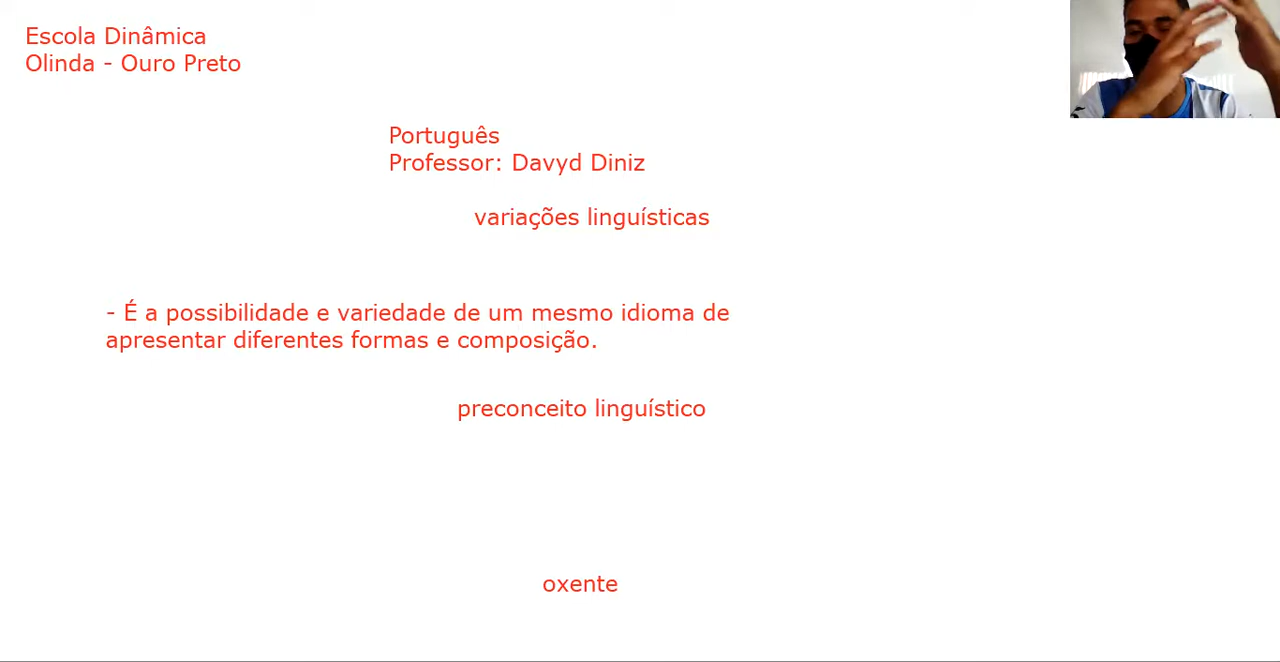 Escola Dinâmica
Olinda - Ouro Preto
Português
Professor: Davyd Diniz
variações linguísticas
- É a possibilidade e variedade de um mesmo idioma de
apresentar diferentes formas e composição.
preconceito linguístico
oxente